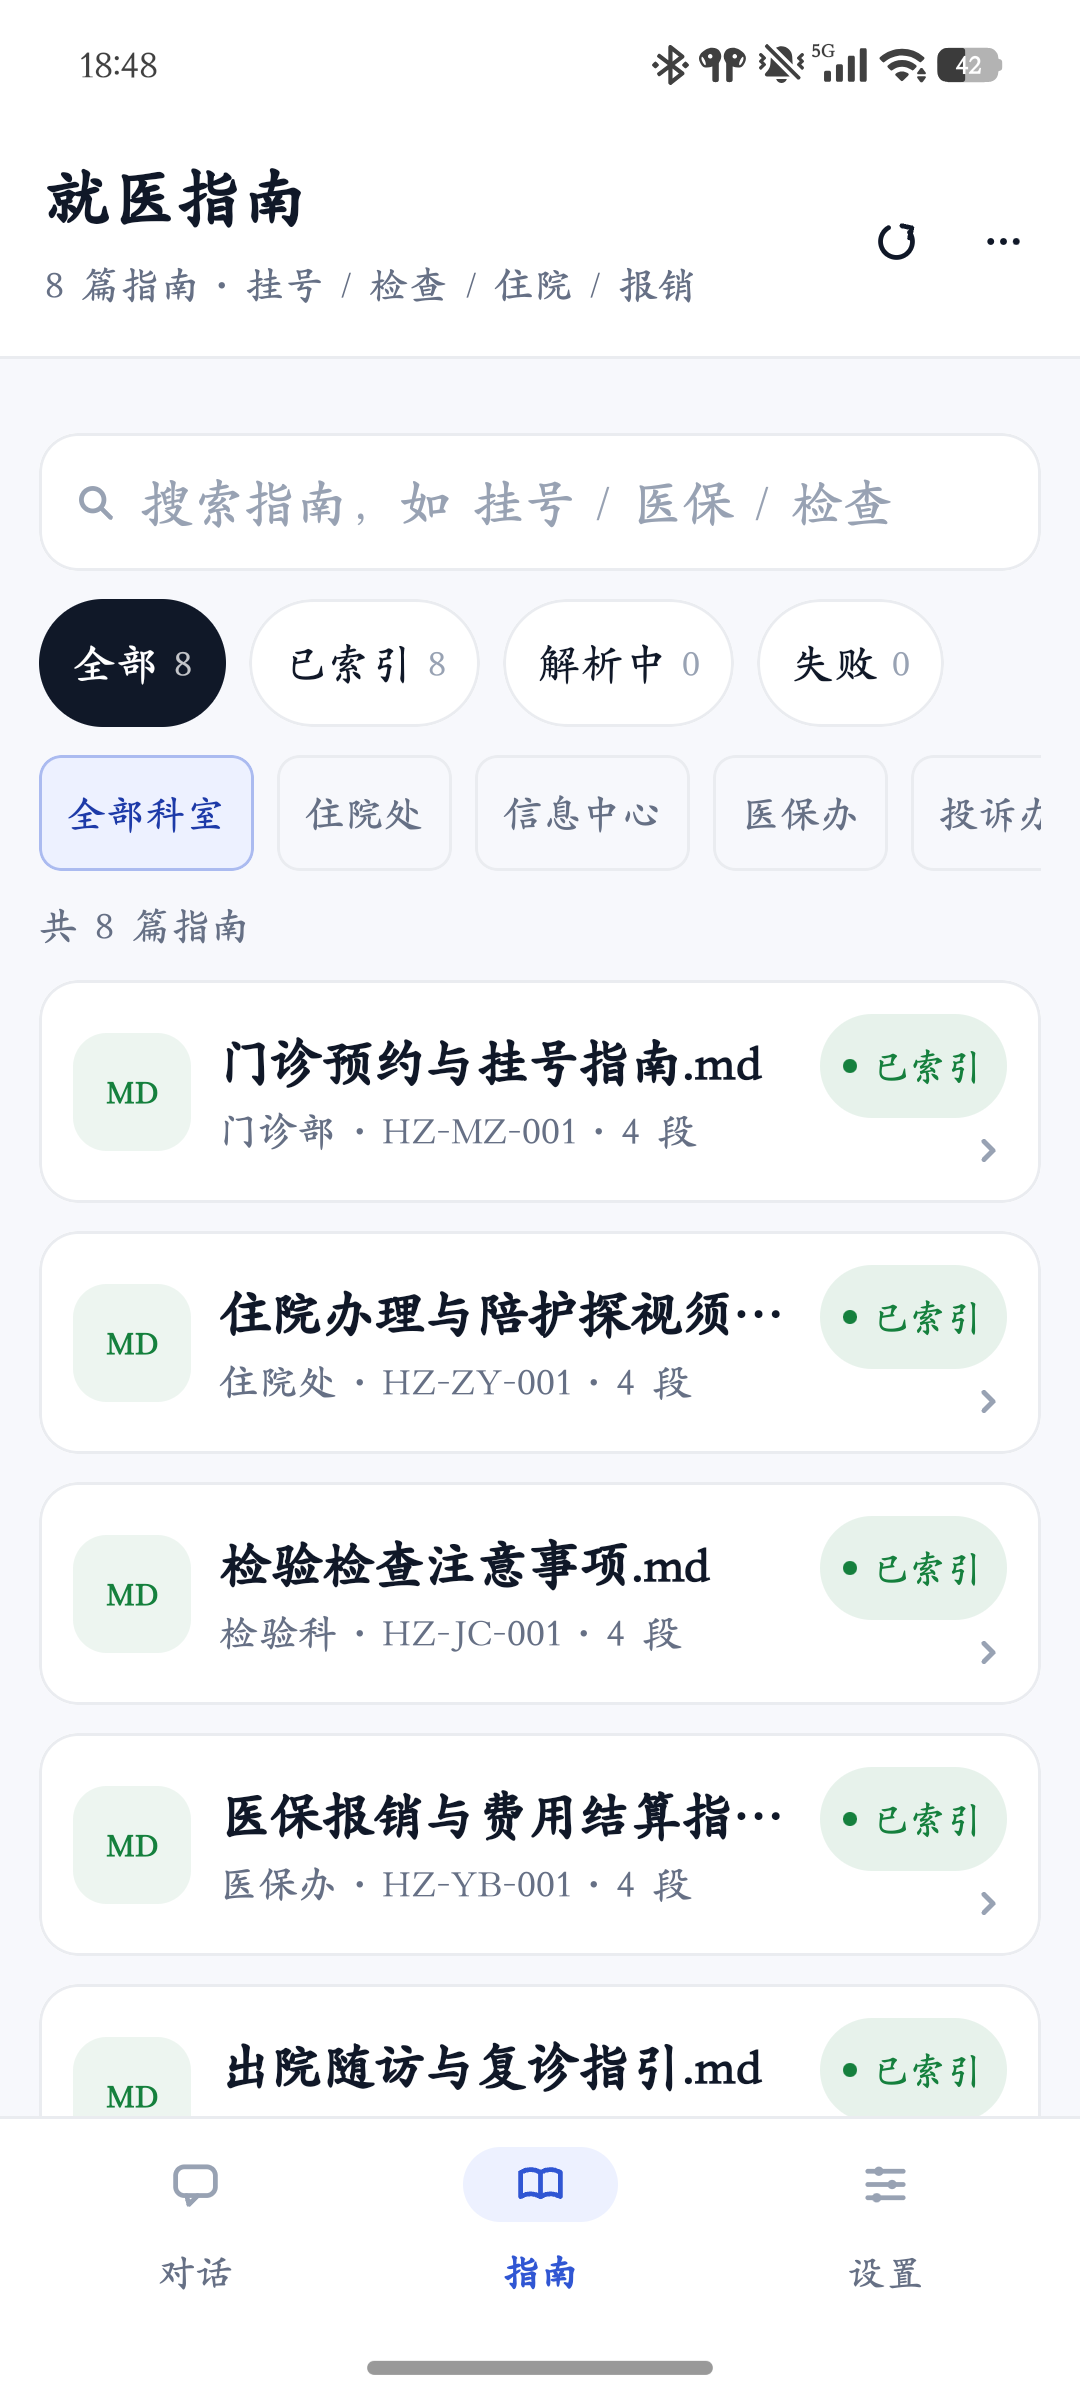 18:48
5G
42
就医指南
8 篇指南 · 挂号 / 检查 / 住院 / 报销
搜索指南，如 挂号 / 医保 / 检查
全部 8
已索引 8
解析中 0
失败 0
全部科室
住院处
信息中心
医保办
投诉办
共 8 篇指南
MD
门诊预约与挂号指南.md
门诊部 · HZ-MZ-001 · 4 段
已索引
MD
住院办理与陪护探视须…
住院处 · HZ-ZY-001 · 4 段
已索引
MD
检验检查注意事项.md
检验科 · HZ-JC-001 · 4 段
已索引
MD
医保报销与费用结算指…
医保办 · HZ-YB-001 · 4 段
已索引
MD
出院随访与复诊指引.md
已索引
对话
指南
设置